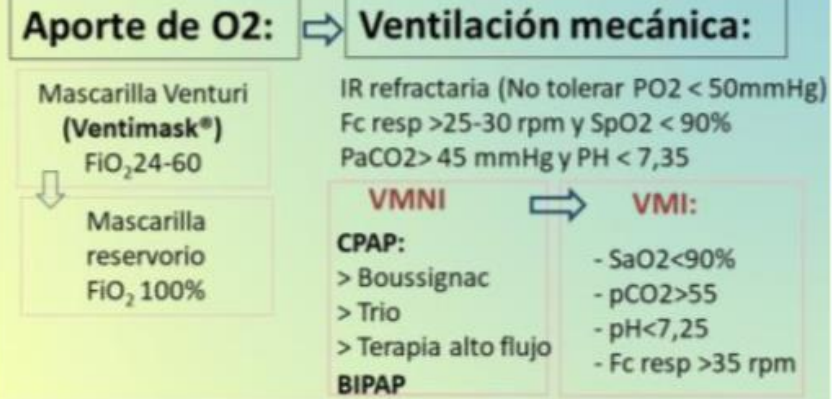 Aporte de O2:
Ventilación mecánica:
Mascarilla Venturi
(Ventimask®)
FiO₂24-60
Mascarilla
reservorio
FiO₂ 100%
IR refractaria (No tolerar PO2 < 50mmHg)
Fc resp >25-30 rpm y SpO2 < 90%
PaCO2> 45 mmHg y PH < 7,35
VMNI
CPAP:
> Boussignac
> Trio
> Terapia alto flujo
BIPAP
VMI:
- SaO2<90%
- pCO2>55
- pH<7,25
- Fc resp >35 rpm